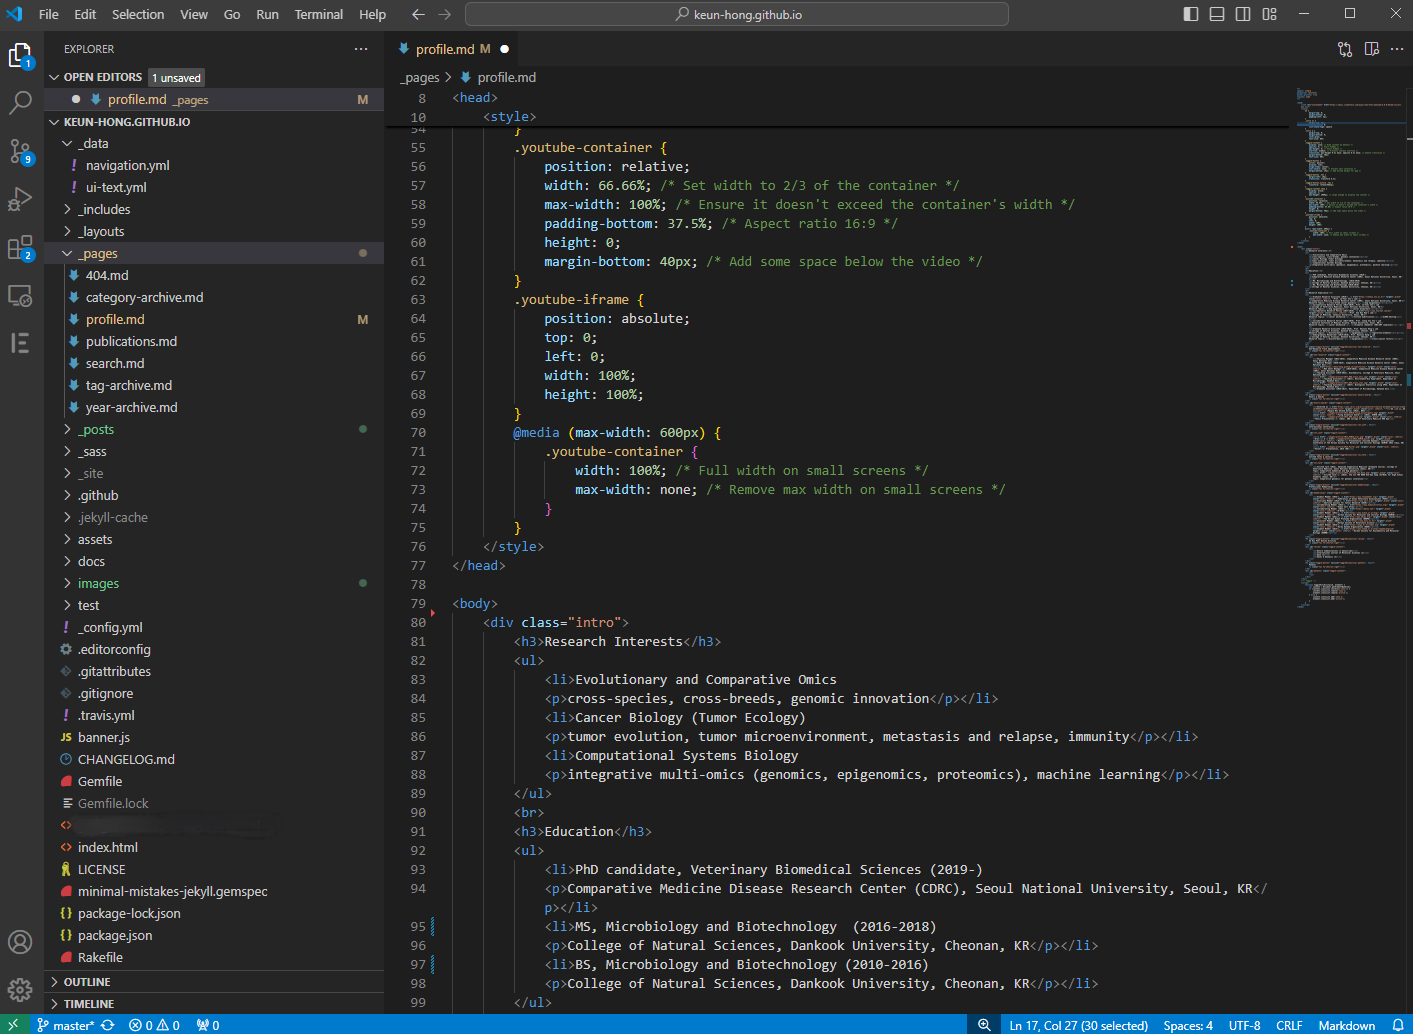 File Edit Selection View Go Run Terminal Help
keun-hong.github.io
EXPLORER
OPEN EDITORS 1 unsaved
profile.md _pages M
KEUN-HONG.GITHUB.IO
_data
navigation.yml
ui-text.yml
_includes
_layouts
_pages
404.md
category-archive.md
profile.md M
publications.md
search.md
tag-archive.md
year-archive.md
_posts
_sass
_site
.github
.jekyll-cache
assets
docs
images
test
_config.yml
.editorconfig
.gitattributes
.gitignore
.travis.yml
banner.js
CHANGELOG.md
Gemfile
Gemfile.lock
index.html
LICENSE
minimal-mistakes-jekyll.gemspec
package-lock.json
package.json
Rakefile
OUTLINE
TIMELINE
1
9
2
profile.md M
_pages > profile.md
8 <head>
10 <style>
54 }
55 .youtube-container {
56 position: relative;
57 width: 66.66%; /* Set width to 2/3 of the container */
58 max-width: 100%; /* Ensure it doesn't exceed the container's width */
59 padding-bottom: 37.5%; /* Aspect ratio 16:9 */
60 height: 0;
61 margin-bottom: 40px; /* Add some space below the video */
62 }
63 .youtube-iframe {
64 position: absolute;
65 top: 0;
66 left: 0;
67 width: 100%;
68 height: 100%;
69 }
70 @media (max-width: 600px) {
71 .youtube-container {
72 width: 100%; /* Full width on small screens */
73 max-width: none; /* Remove max width on small screens */
74 }
75 }
76 </style>
77 </head>
78
79 <body>
80 <div class="intro">
81 <h3>Research Interests</h3>
82 <ul>
83 <li>Evolutionary and Comparative Omics
84 <p>cross-species, cross-breeds, genomic innovation</p></li>
85 <li>Cancer Biology (Tumor Ecology)
86 <p>tumor evolution, tumor microenvironment, metastasis and relapse, immunity</p></li>
87 <li>Computational Systems Biology
88 <p>integrative multi-omics (genomics, epigenomics, proteomics), machine learning</p></li>
89 </ul>
90 <br>
91 <h3>Education</h3>
92 <ul>
93 <li>PhD candidate, Veterinary Biomedical Sciences (2019-)
94 <p>Comparative Medicine Disease Research Center (CDRC), Seoul National University, Seoul, KR</
p></li>
95 <li>MS, Microbiology and Biotechnology  (2016-2018)
96 <p>College of Natural Sciences, Dankook University, Cheonan, KR</p></li>
97 <li>BS, Microbiology and Biotechnology (2010-2016)
98 <p>College of Natural Sciences, Dankook University, Cheonan, KR</p></li>
99 </ul>
master* 0 0 0
Ln 17, Col 27 (30 selected) Spaces: 4 UTF-8 CRLF Markdown